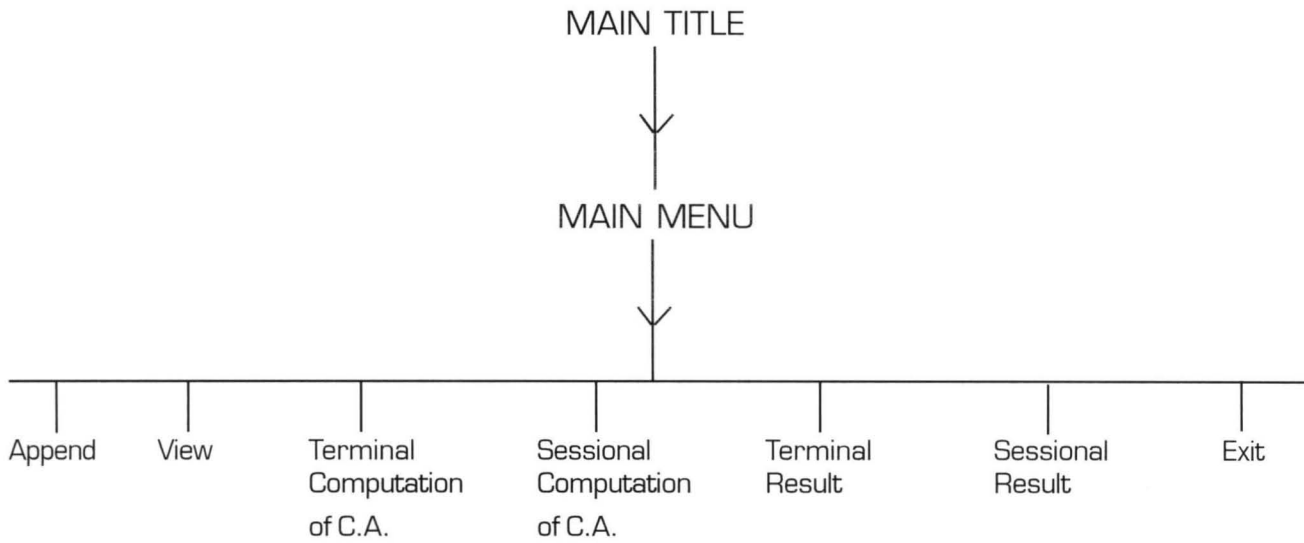 MAIN TITLE
MAIN MENU
Append
View
Terminal
Computation
of C.A.
Sessional
Computation
of C.A.
Terminal
Result
Sessional
Result
Exit